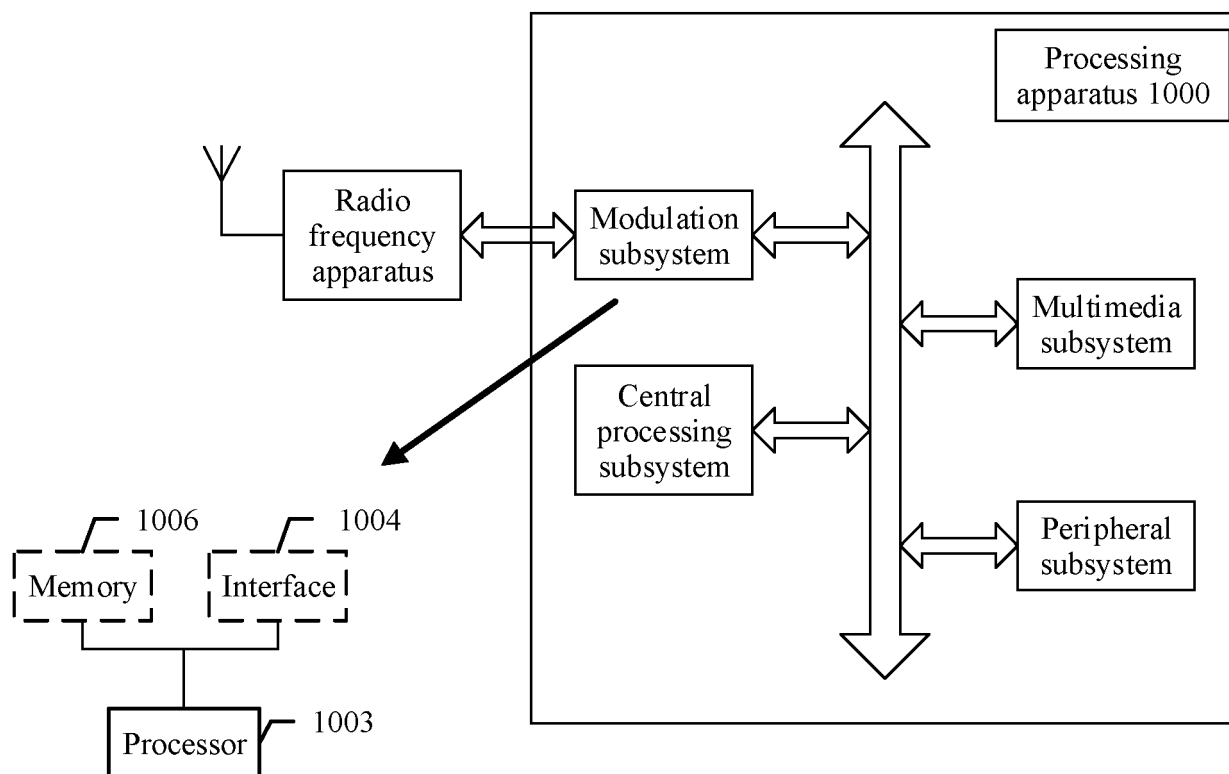 Processing
apparatus 1000
Radio
frequency
apparatus
Modulation
subsystem
Multimedia
subsystem
Central
processing
subsystem
Peripheral
subsystem
1006
1004
Memory
Interface
1003
Processor